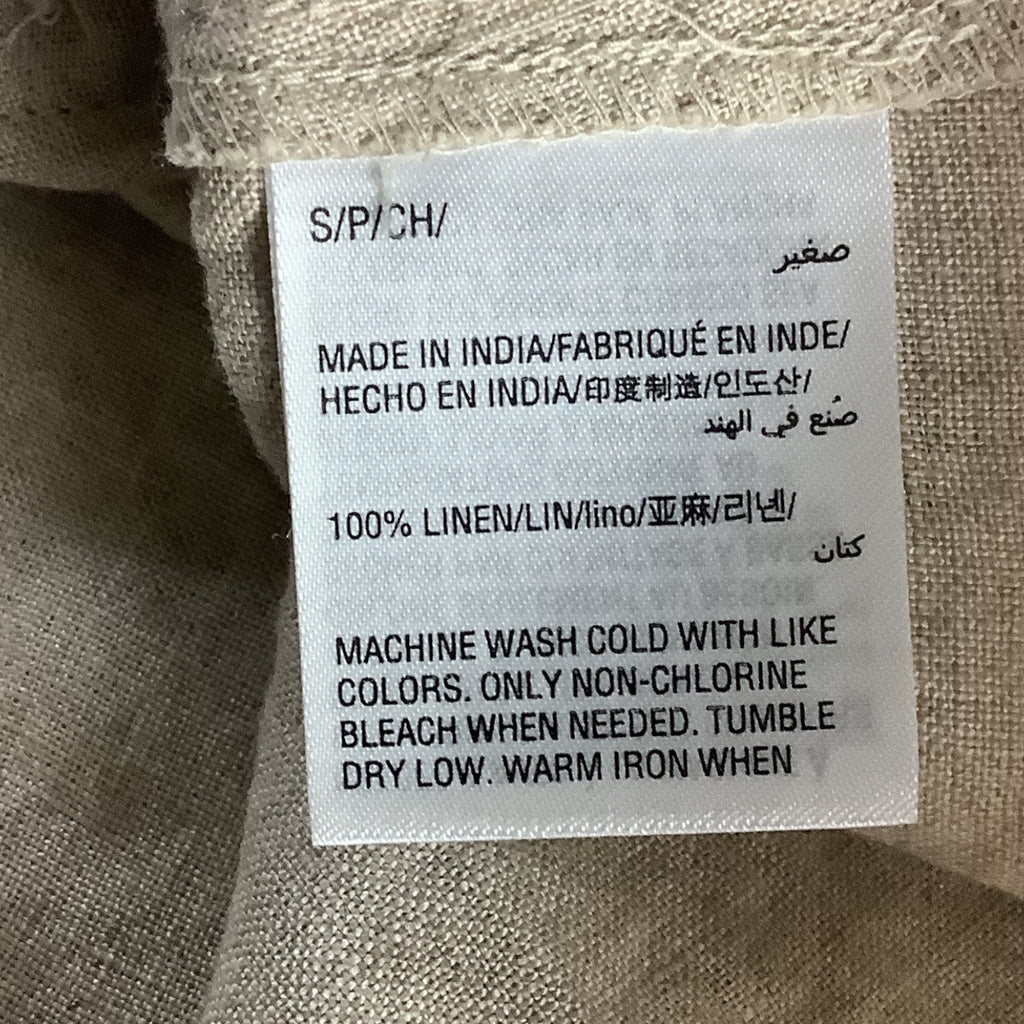 S/P/CH/
صغير
MADE IN INDIA/FABRIQUÉ EN INDE/
HECHO EN INDIA/印度制造/인도산/
صُنع في الهند
100% LINEN/LIN/lino/亚麻/리넨/
كتان
MACHINE WASH COLD WITH LIKE
COLORS. ONLY NON-CHLORINE
BLEACH WHEN NEEDED. TUMBLE
DRY LOW. WARM IRON WHEN